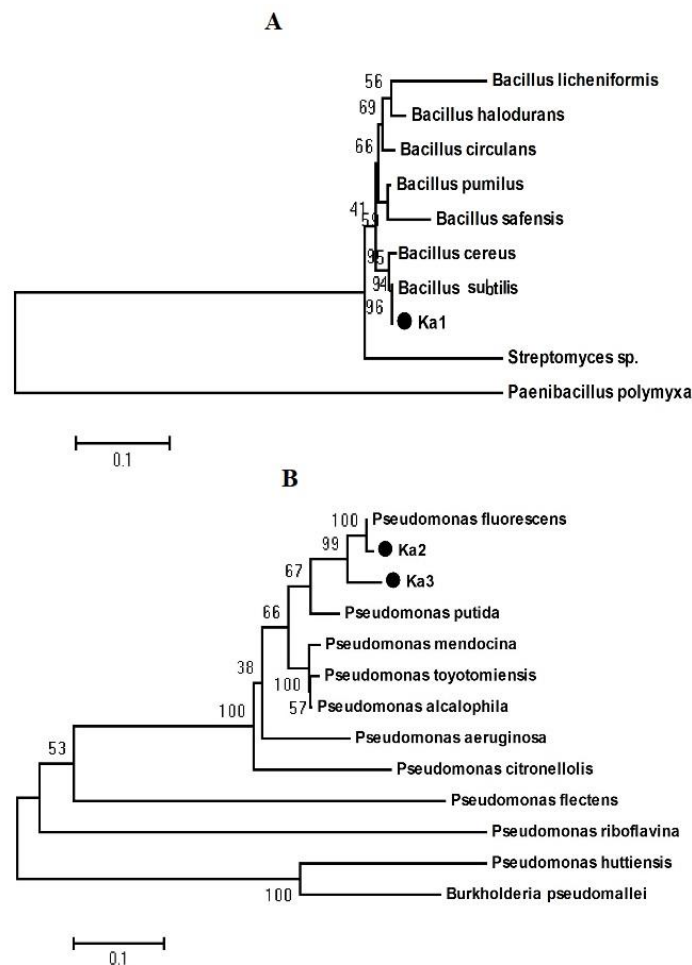 A
56
Bacillus licheniformis
69
Bacillus halodurans
66
Bacillus circulans
Bacillus pumilus
41
59
Bacillus safensis
95
Bacillus cereus
94
Bacillus subtilis
96
Ka1
Streptomyces sp.
Paenibacillus polymyxa
0.1
B
100
Pseudomonas fluorescens
99
Ka2
67
Ka3
66
Pseudomonas putida
Pseudomonas mendocina
38
100
Pseudomonas toyotomiensis
100
57
Pseudomonas alcalophila
53
Pseudomonas aeruginosa
Pseudomonas citronellolis
Pseudomonas flectens
Pseudomonas riboflavina
Pseudomonas huttiensis
100
Burkholderia pseudomallei
0.1